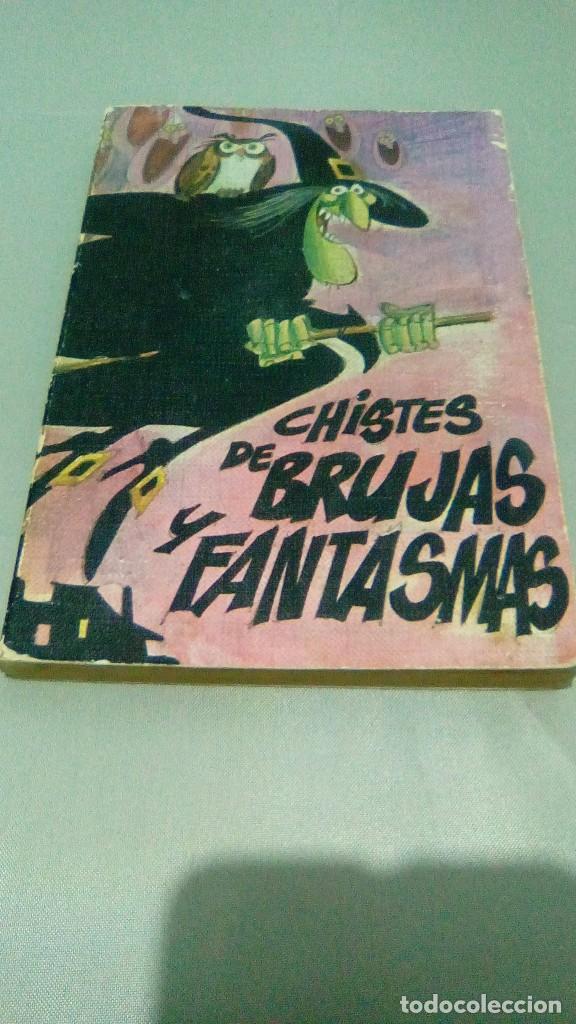 CHISTES
DE BRUJAS
Y FANTASMAS
todocoleccion